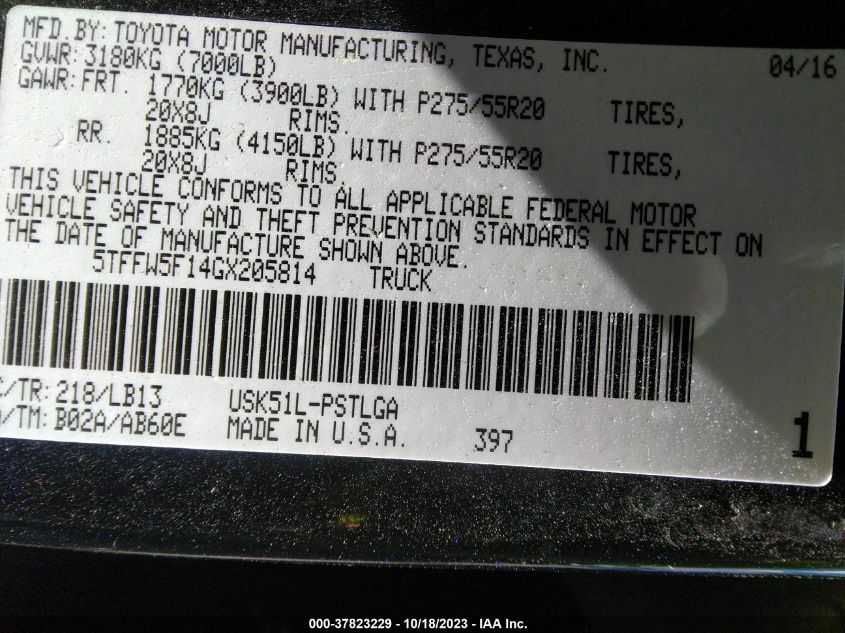 MFD.BY: TOYOTA MOTOR MANUFACTURING, TEXAS, INC. 04/16
GVWR: 3180KG (7000LB)
GAWR: FRT. 1770KG (3900LB) WITH P275/55R20 TIRES,
20X8J RIMS.
RR. 1885KG (4150LB) WITH P275/55R20 TIRES,
20X8J RIMS
THIS VEHICLE CONFORMS TO ALL APPLICABLE FEDERAL MOTOR
VEHICLE SAFETY AND THEFT PREVENTION STANDARDS IN EFFECT ON
THE DATE OF MANUFACTURE SHOWN ABOVE.
5TFFW5F14GX205814 TRUCK
C/TR: 218/LB13 USK51L-PSTLGA
/TM: B02A/AB60E MADE IN U.S.A. 397 1
000-37823229 - 10/18/2023 - IAA Inc.